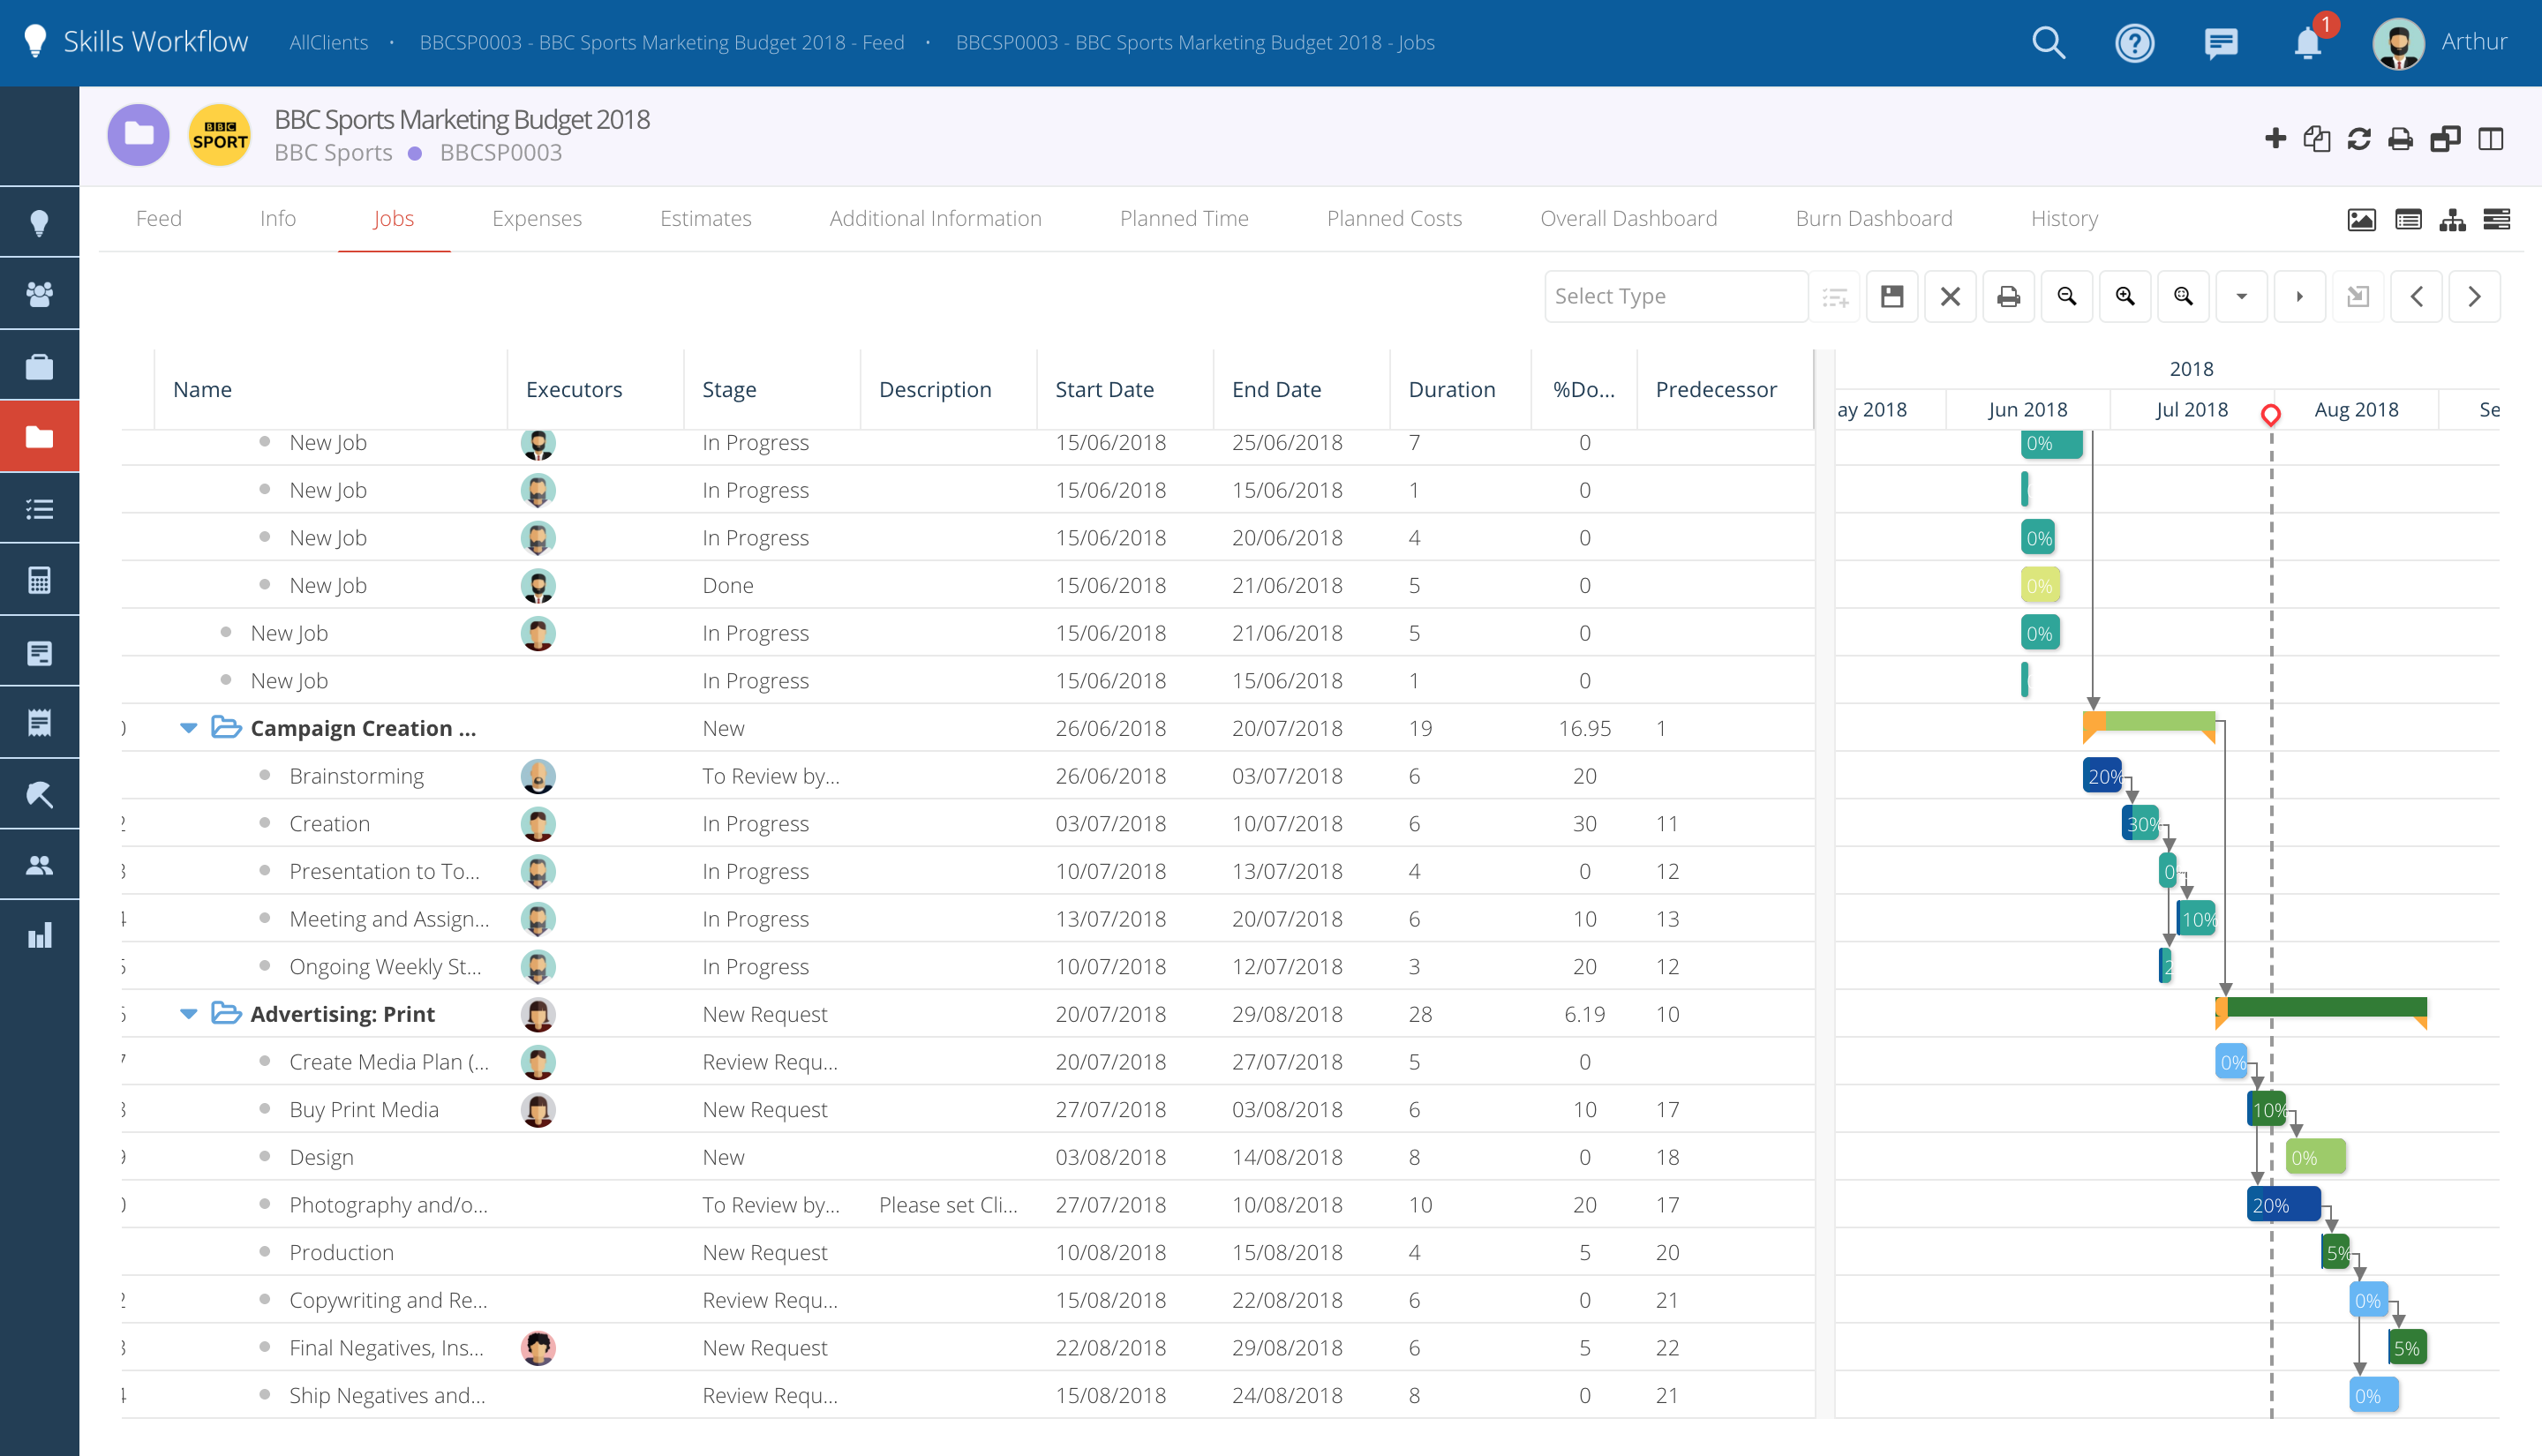 Skills Workflow AllClients • BBCSP0003 - BBC Sports Marketing Budget 2018 - Feed • BBCSP0003 - BBC Sports Marketing Budget 2018 - Jobs 1 Arthur
BBC SPORT
BBC Sports Marketing Budget 2018
BBC Sports BBCSP0003
Feed Info Jobs Expenses Estimates Additional Information Planned Time Planned Costs Overall Dashboard Burn Dashboard History
Select Type
2018
Name Executors Stage Description Start Date End Date Duration %Do... Predecessor ay 2018 Jun 2018 Jul 2018 Aug 2018 Se
New Job In Progress 15/06/2018 25/06/2018 7 0 0%
New Job In Progress 15/06/2018 15/06/2018 1 0
New Job In Progress 15/06/2018 20/06/2018 4 0 0%
New Job Done 15/06/2018 21/06/2018 5 0 0%
New Job In Progress 15/06/2018 21/06/2018 5 0 0%
New Job In Progress 15/06/2018 15/06/2018 1 0
0 Campaign Creation ... New 26/06/2018 20/07/2018 19 16.95 1
Brainstorming To Review by... 26/06/2018 03/07/2018 6 20 20%
2 Creation In Progress 03/07/2018 10/07/2018 6 30 11 30%
3 Presentation to To... In Progress 10/07/2018 13/07/2018 4 0 12 0
4 Meeting and Assign... In Progress 13/07/2018 20/07/2018 6 10 13 10%
5 Ongoing Weekly St... In Progress 10/07/2018 12/07/2018 3 20 12 2
6 Advertising: Print New Request 20/07/2018 29/08/2018 28 6.19 10
7 Create Media Plan (... Review Requ... 20/07/2018 27/07/2018 5 0 0%
8 Buy Print Media New Request 27/07/2018 03/08/2018 6 10 17 10%
9 Design New 03/08/2018 14/08/2018 8 0 18 0%
0 Photography and/o... To Review by... Please set Cli... 27/07/2018 10/08/2018 10 20 17 20%
Production New Request 10/08/2018 15/08/2018 4 5 20 5%
2 Copywriting and Re... Review Requ... 15/08/2018 22/08/2018 6 0 21 0%
3 Final Negatives, Ins... New Request 22/08/2018 29/08/2018 6 5 22 5%
4 Ship Negatives and... Review Requ... 15/08/2018 24/08/2018 8 0 21 0%